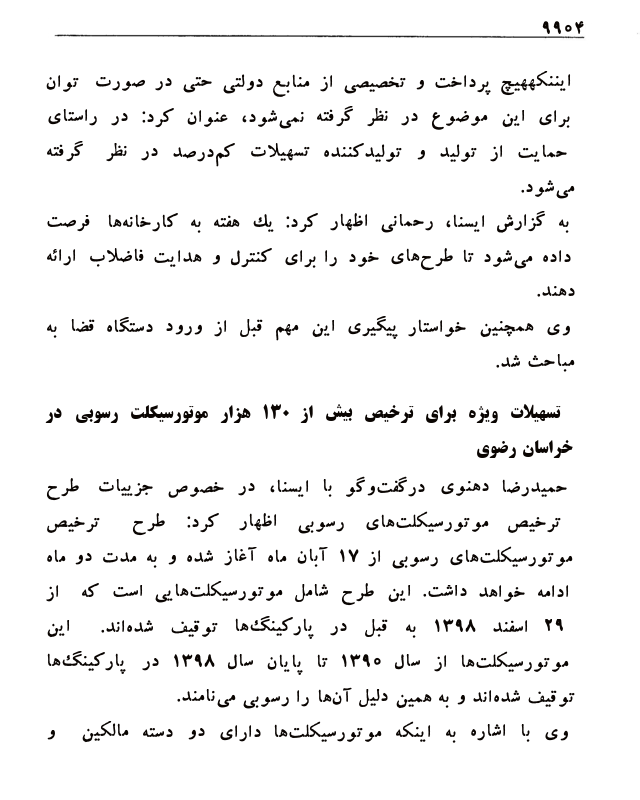 ۹۹۰۴
ایننکههیچ پرداخت و تخصیصی از منابع دولتی حتی در صورت توان
برای این موضوع در نظر گرفته نمی‌شود، عنوان کرد: در راستای
حمایت از تولید و تولیدکننده تسهیلات کم‌درصد در نظر گرفته
می‌شود.
به گزارش ایسنا، رحمانی اظهار کرد: یك هفته به کارخانه‌ها فرصت
داده می‌شود تا طرح‌های خود را برای کنترل و هدایت فاضلاب ارائه
دهند.
وی همچنین خواستار پیگیری این مهم قبل از ورود دستگاه قضا به
مباحث شد.
تسهیلات ویژه برای ترخیص بیش از ۱۳۰ هزار موتورسیکلت رسوبی در
خراسان رضوی
حمیدرضا دهنوی درگفت‌وگو با ایسنا، در خصوص جزییات طرح
ترخیص موتورسیکلت‌های رسوبی اظهار کرد: طرح ترخیص
موتورسیکلت‌های رسوبی از ۱۷ آبان ماه آغاز شده و به مدت دو ماه
ادامه خواهد داشت. این طرح شامل موتورسیکلت‌هایی است که از
۲۹ اسفند ۱۳۹۸ به قبل در پارکینگ‌ها توقیف شده‌اند. این
موتورسیکلت‌ها از سال ۱۳۹۰ تا پایان سال ۱۳۹۸ در پارکینگ‌ها
توقیف شده‌اند و به همین دلیل آن‌ها را رسوبی می‌نامند.
وی با اشاره به اینکه موتورسیکلت‌ها دارای دو دسته مالکین و